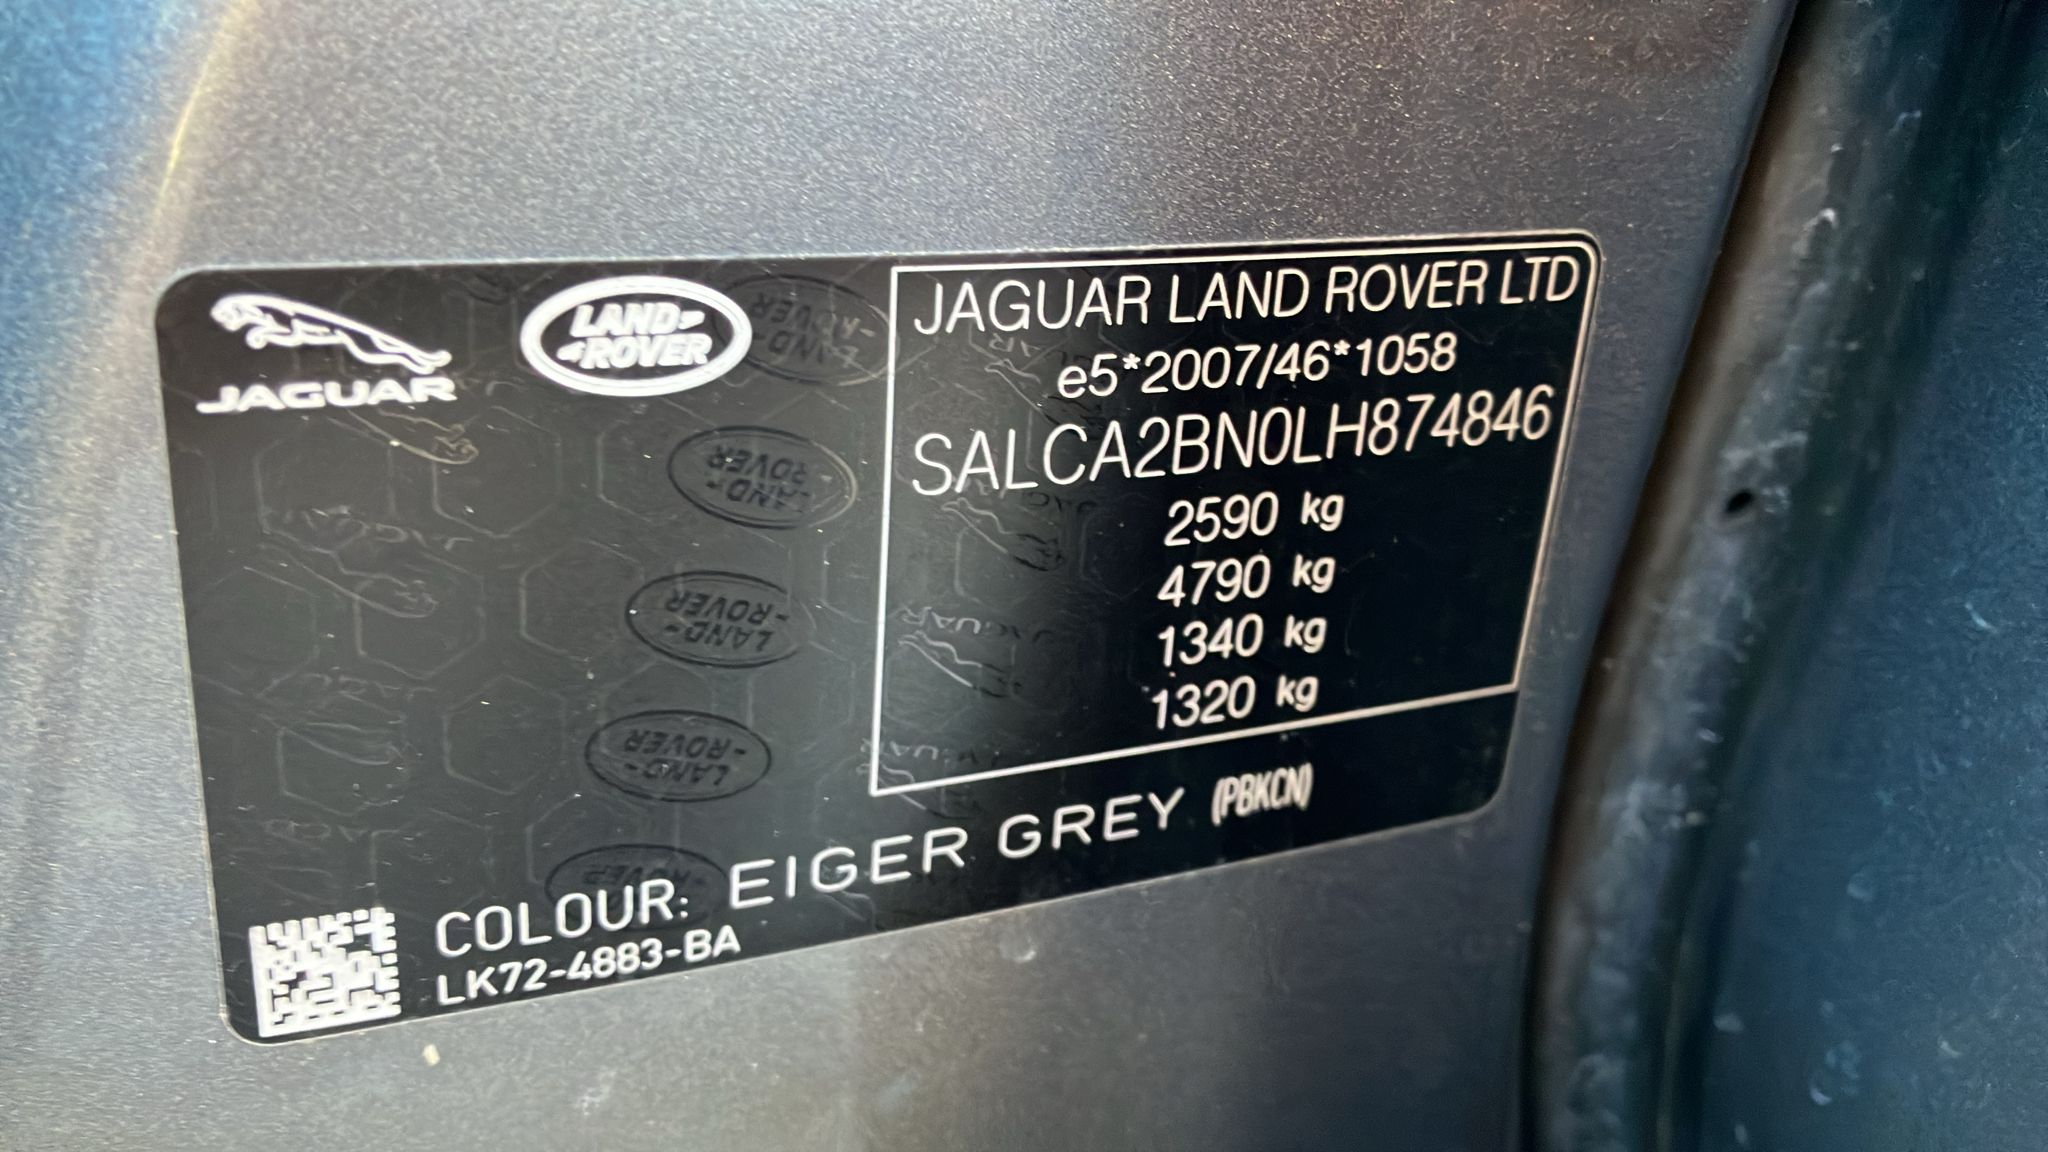 JAGUAR
LAND-
-ROVER
JAGUAR LAND ROVER LTD
e5*2007/46*1058
SALCA2BN0LH874846
2590 kg
4790 kg
1340 kg
1320 kg
COLOUR: EIGER GREY (PBKCN)
LK72-4883-BA